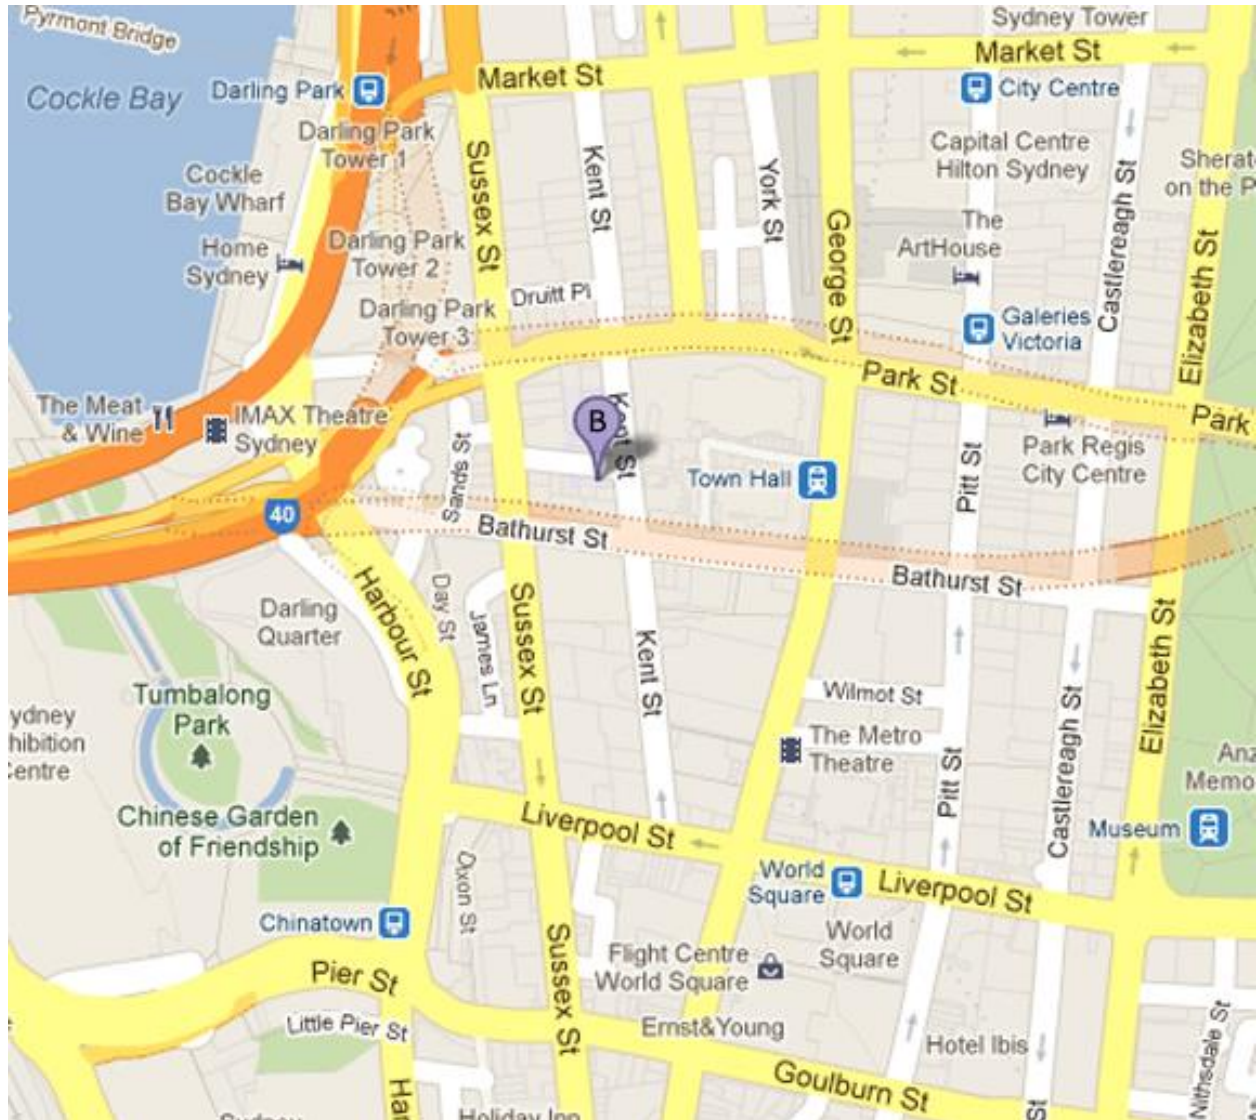 Pyrmont Bridge
Sydney Tower
Market St
Market St
Cockle Bay
Darling Park
City Centre
Darling Park
Tower 1
Capital Centre
Hilton Sydney
Sussex St
Kent St
York St
Castlereagh St
Sherat
on the P
Cockle
Bay Wharf
The
ArtHouse
George St
Home
Sydney
Darling Park
Tower 2
Elizabeth St
Druitt Pl
Darling Park
Tower 3
Galeries
Victoria
Park St
Park
The Meat
& Wine
IMAX Theatre
Sydney
B
Kent St
Park Regis
City Centre
Sands St
Town Hall
Pitt St
40
Bathurst St
Bathurst St
Harbour St
Day St
James Ln
Sussex St
Kent St
Darling
Quarter
Elizabeth St
Tumbalong
Park
Wilmot St
ydney
hibition
Centre
The Metro
Theatre
Pitt St
Castlereagh St
Anz
Memo
Chinese Garden
of Friendship
Liverpool St
Museum
Dixon St
World
Square
Liverpool St
Chinatown
Sussex St
Flight Centre
World Square
World
Square
Pier St
Little Pier St
Ernst&Young
Hotel Ibis
Nithsdale St
Goulburn St
Har
St
Sydney
Holiday Inn